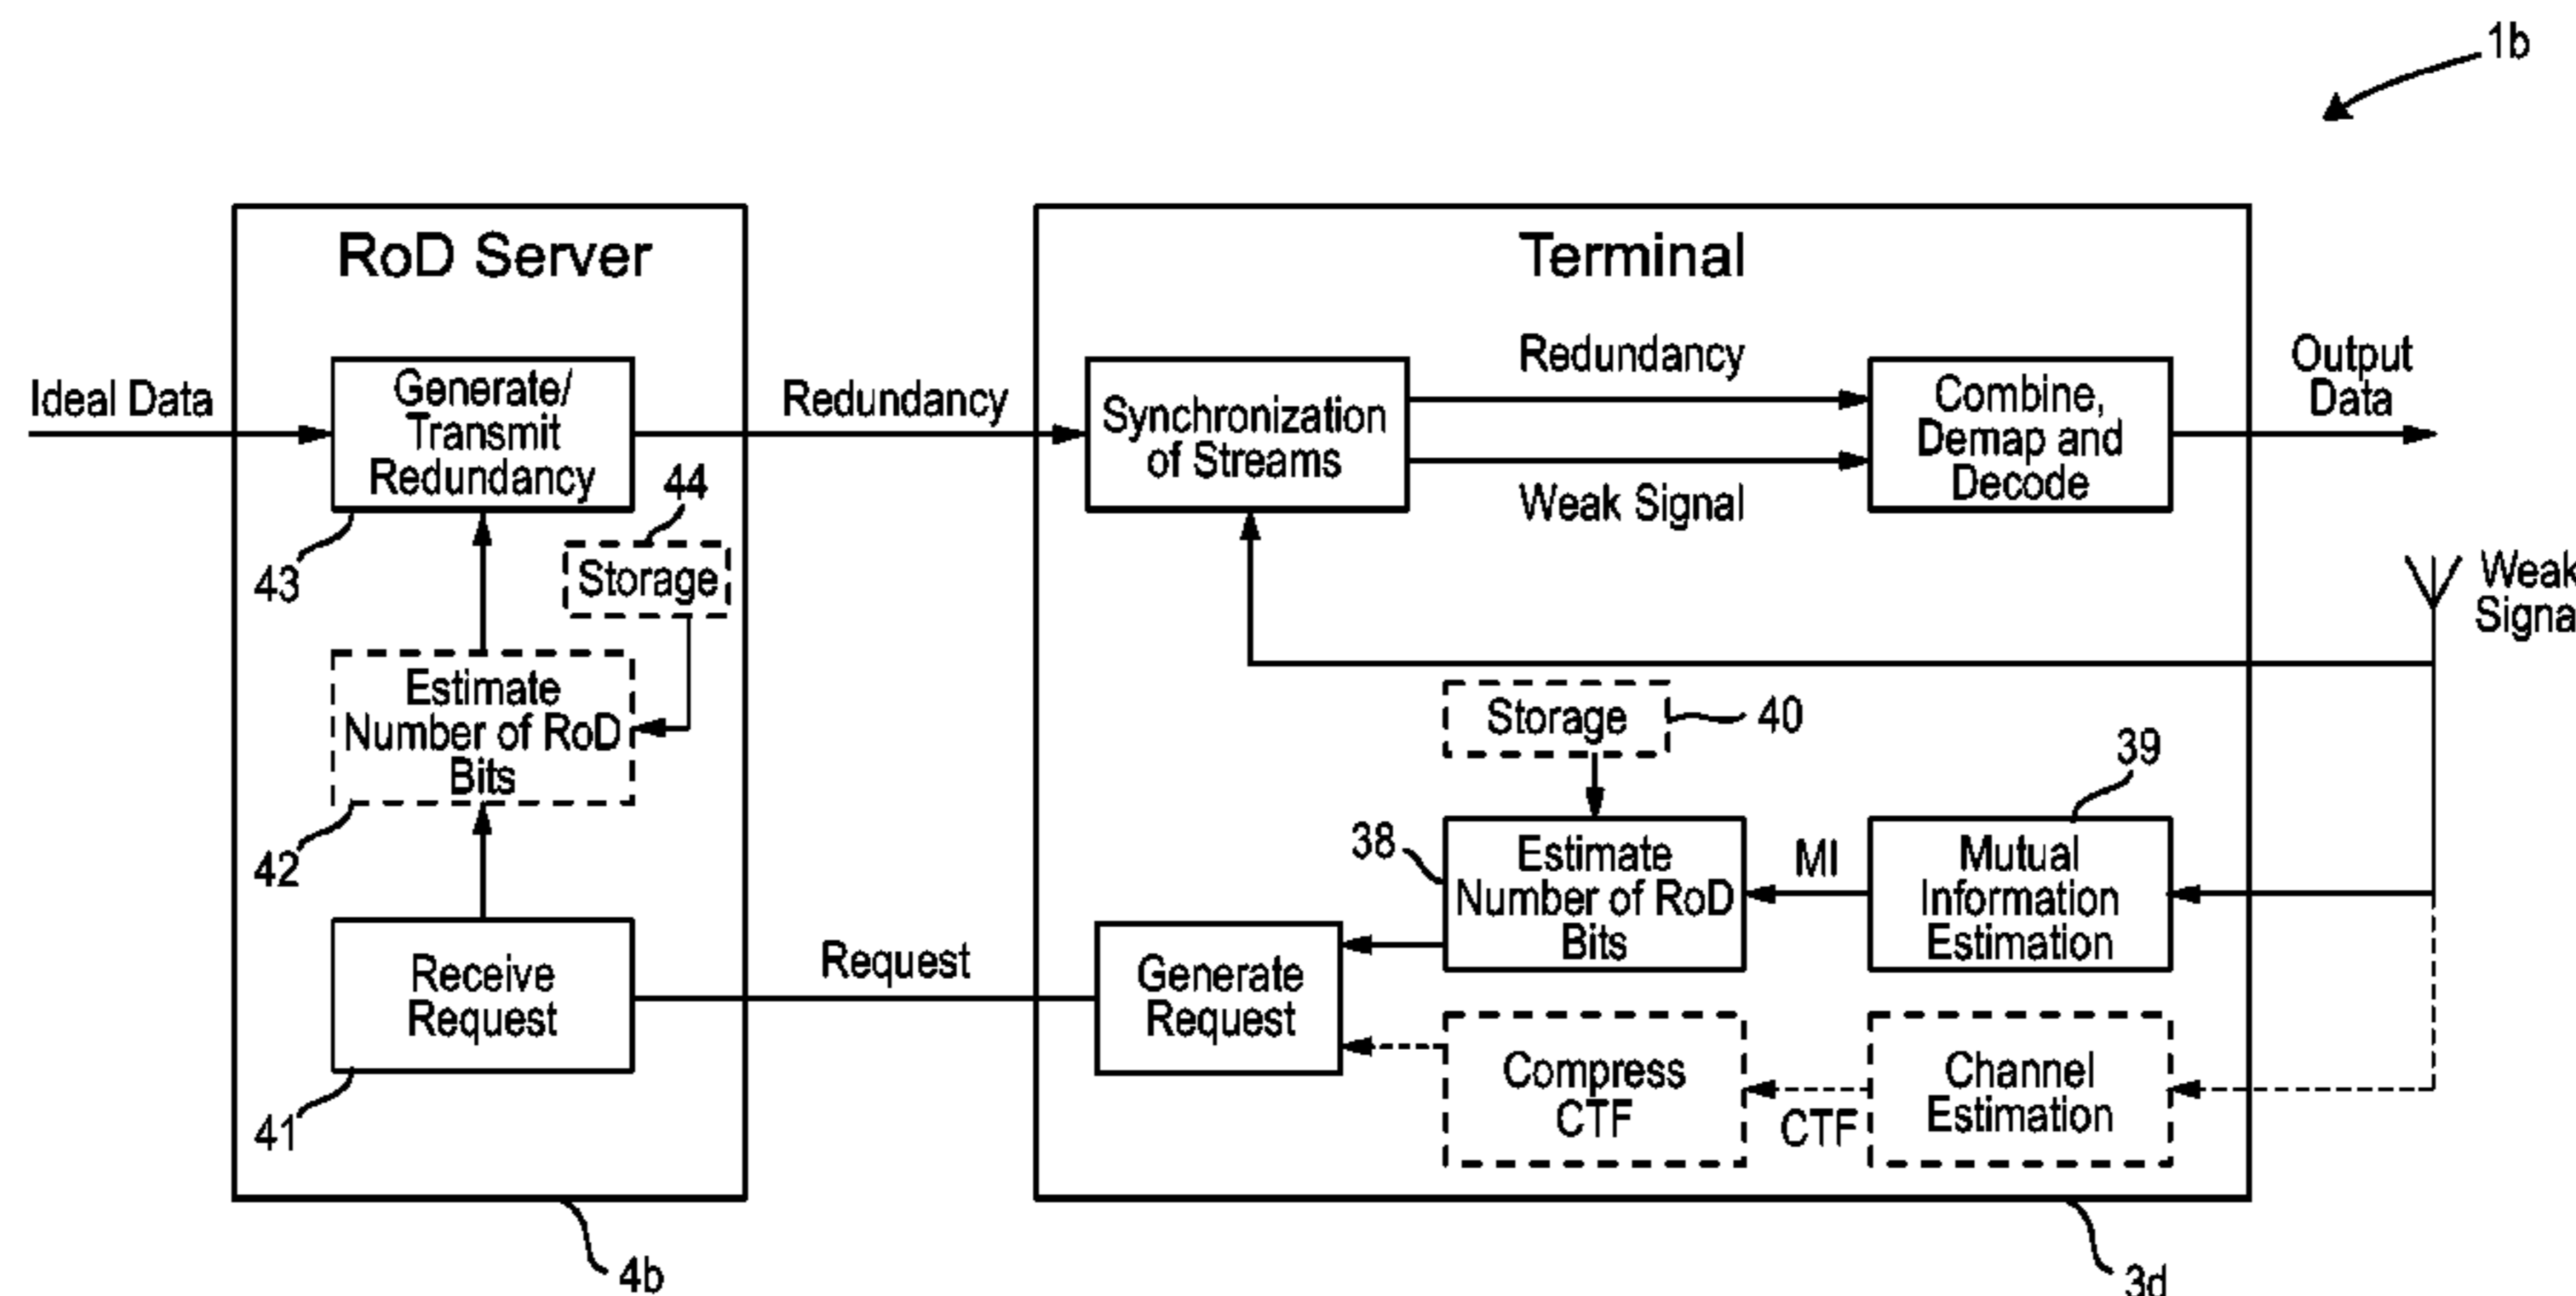 1b
RoD Server
Terminal
Ideal Data
Generate/
Transmit
Redundancy
43
44
Storage
Estimate
Number of RoD
Bits
42
Receive
Request
41
4b
Redundancy
Request
Synchronization
of Streams
Redundancy
Weak Signal
Combine,
Demap and
Decode
Output
Data
Weak
Signa
Storage
40
39
38
Estimate
Number of RoD
Bits
MI
Mutual
Information
Estimation
Generate
Request
Compress
CTF
CTF
Channel
Estimation
3d